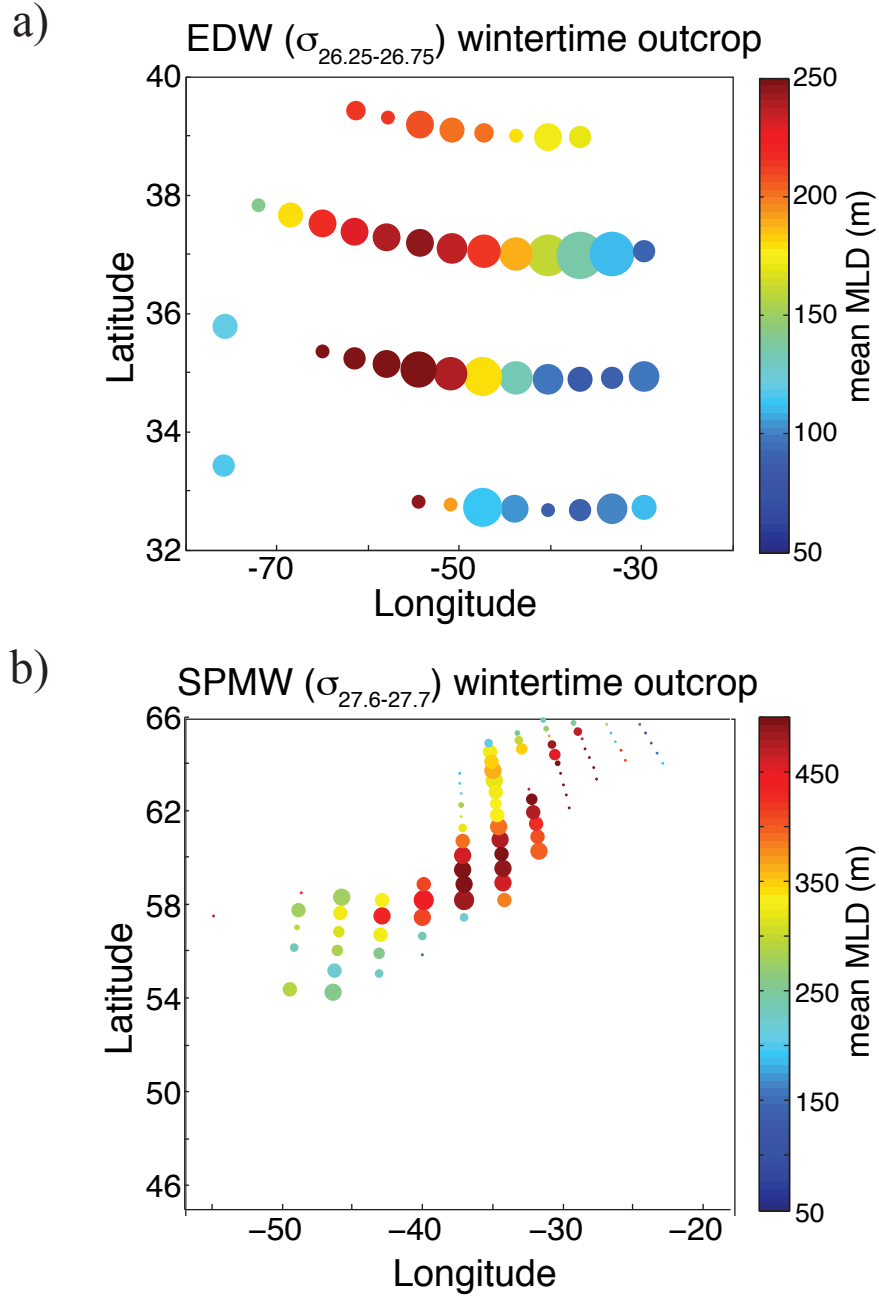 a)
EDW (σ26.25-26.75) wintertime outcrop
40
38
36
34
32
Latitude
-70
-50
-30
Longitude
250
200
150
100
50
mean MLD (m)
b)
SPMW (σ27.6-27.7) wintertime outcrop
66
62
58
54
50
46
Latitude
−50
−40
−30
−20
Longitude
450
350
250
150
50
mean MLD (m)